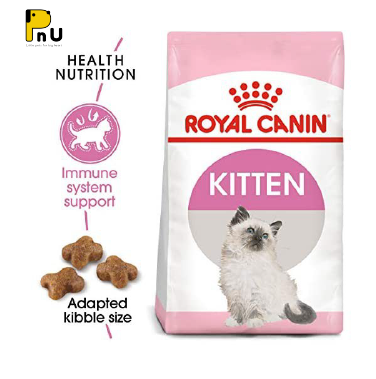 PnU
HEALTH
NUTRITION
Immune
system
support
Adapted
kibble size
ROYAL CANIN
KITTEN